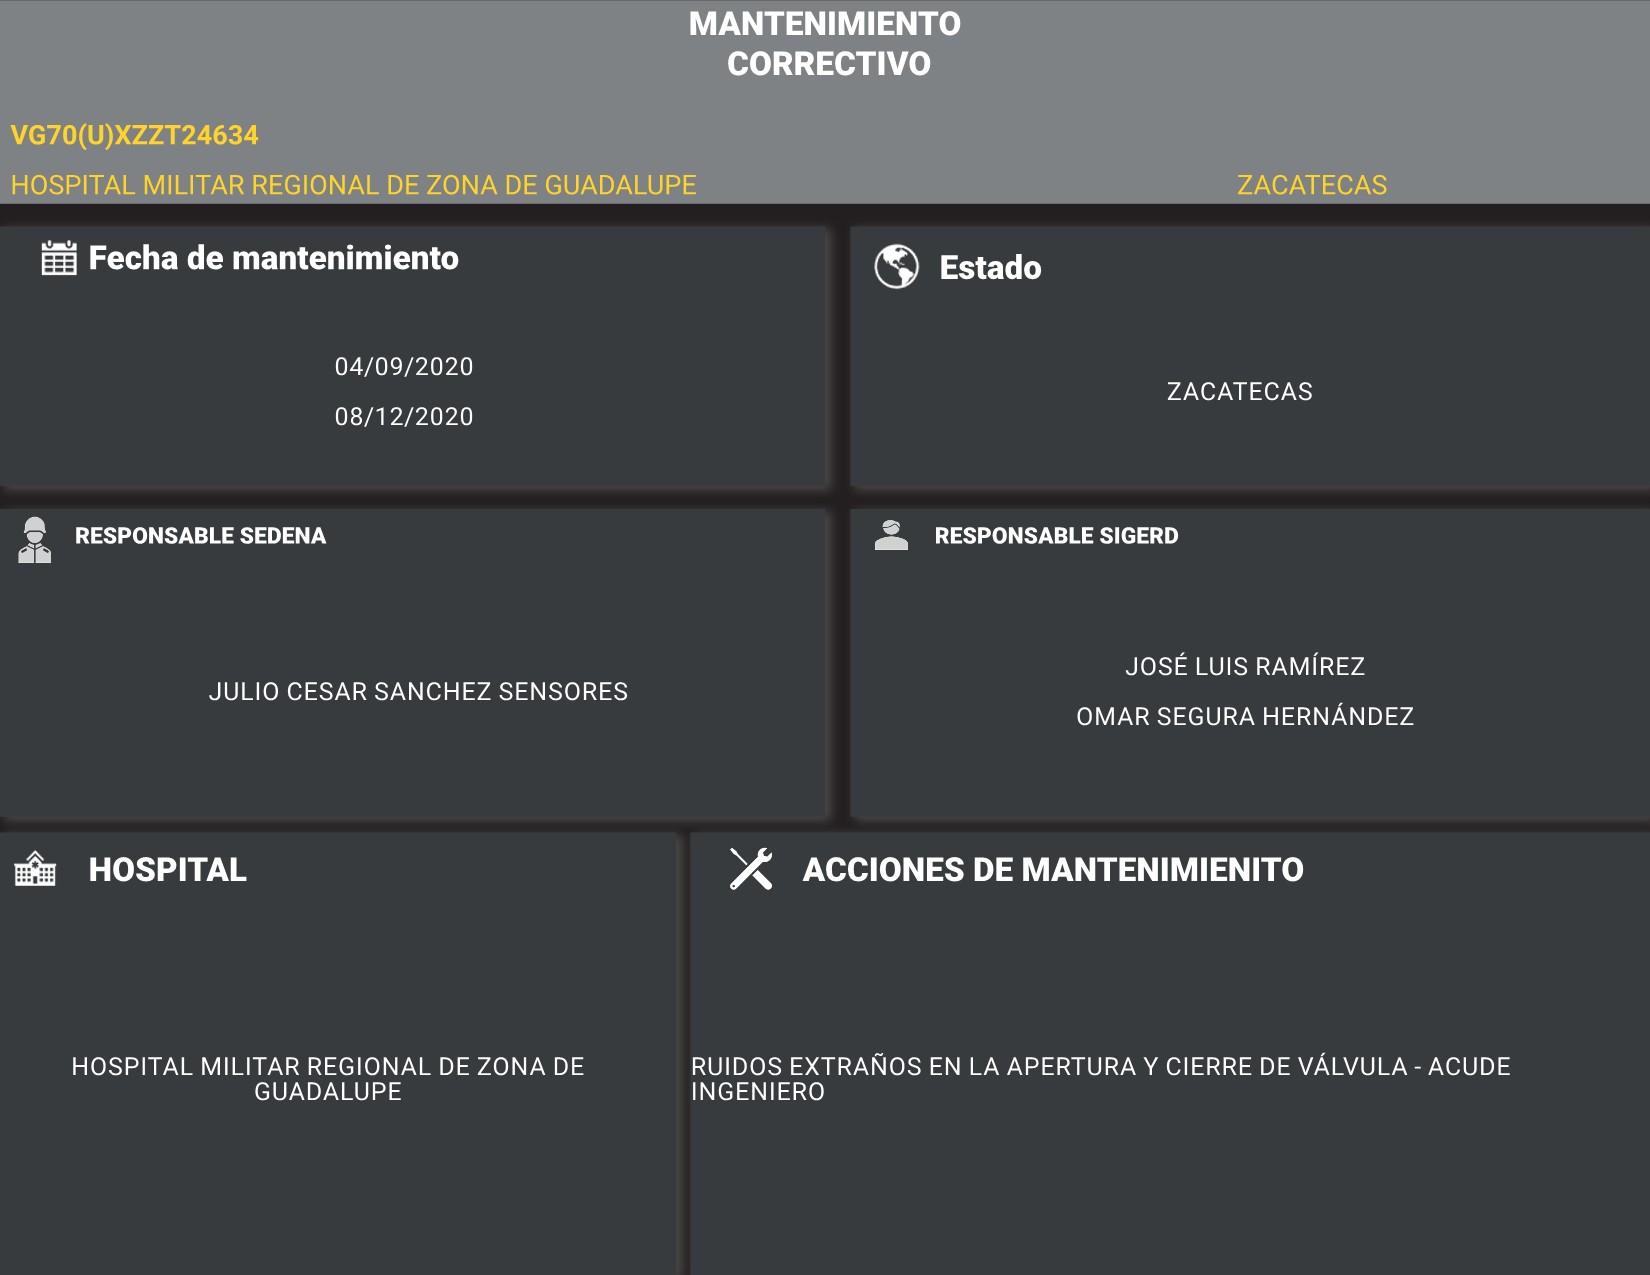 MANTENIMIENTO
CORRECTIVO
VG70(U)XZZT24634
HOSPITAL MILITAR REGIONAL DE ZONA DE GUADALUPE
ZACATECAS
Fecha de mantenimiento
04/09/2020
08/12/2020
Estado
ZACATECAS
RESPONSABLE SEDENA
JULIO CESAR SANCHEZ SENSORES
RESPONSABLE SIGERD
JOSÉ LUIS RAMÍREZ
OMAR SEGURA HERNÁNDEZ
HOSPITAL
HOSPITAL MILITAR REGIONAL DE ZONA DE
GUADALUPE
ACCIONES DE MANTENIMIENITO
RUIDOS EXTRAÑOS EN LA APERTURA Y CIERRE DE VÁLVULA - ACUDE
INGENIERO